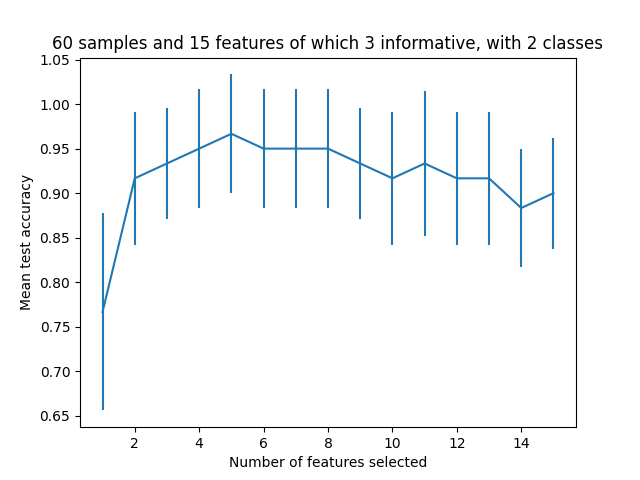 60 samples and 15 features of which 3 informative, with 2 classes
1.05
1.00
0.95
0.90
0.85
0.80
0.75
0.70
0.65
Mean test accuracy
2 4 6 8 10 12 14
Number of features selected